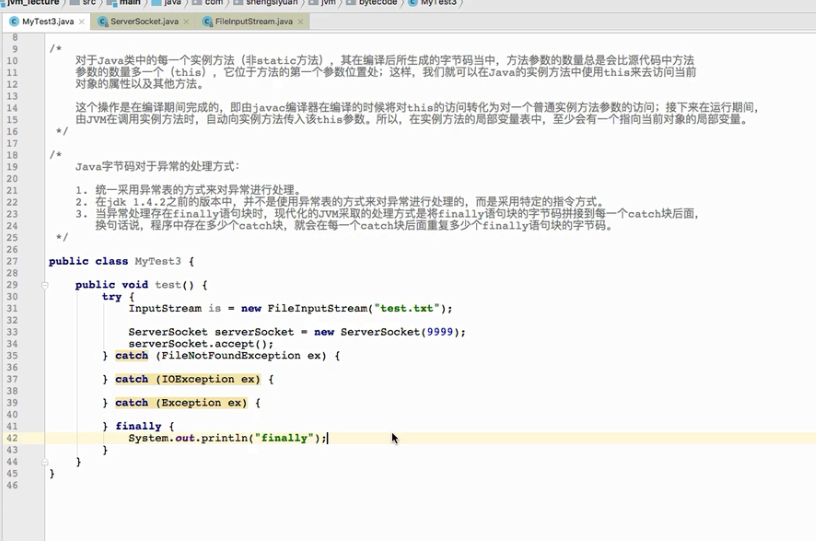 jvm_lecture src main java com shengsiyuan jvm bytecode MyTest3
MyTest3.java ServerSocket.java FileInputStream.java
8
9 /*
10 对于Java类中的每一个实例方法(非static方法),其在编译后所生成的字节码当中,方法参数的数量总是会比源代码中方法
11 参数的数量多一个(this),它位于方法的第一个参数位置处;这样,我们就可以在Java的实例方法中使用this来去访问当前
12 对象的属性以及其他方法。
13
14 这个操作是在编译期间完成的,即由javac编译器在编译的时候将对this的访问转化为对一个普通实例方法参数的访问;接下来在运行期间,
15 由JVM在调用实例方法时,自动向实例方法传入该this参数。所以,在实例方法的局部变量表中,至少会有一个指向当前对象的局部变量。
16 */
17
18 /*
19 Java字节码对于异常的处理方式:
20
21 1. 统一采用异常表的方式来对异常进行处理。
22 2. 在jdk 1.4.2之前的版本中,并不是使用异常表的方式来对异常进行处理的,而是采用特定的指令方式。
23 3. 当异常处理存在finally语句块时,现代化的JVM采取的处理方式是将finally语句块的字节码拼接到每一个catch块后面,
24 换句话说,程序中存在多少个catch块,就会在每一个catch块后面重复多少个finally语句块的字节码。
25 */
26
27 public class MyTest3 {
28
29 public void test() {
30 try {
31 InputStream is = new FileInputStream("test.txt");
32
33 ServerSocket serverSocket = new ServerSocket(9999);
34 serverSocket.accept();
35 } catch (FileNotFoundException ex) {
36
37 } catch (IOException ex) {
38
39 } catch (Exception ex) {
40
41 } finally {
42 System.out.println("finally");
43 }
44 }
45 }
46